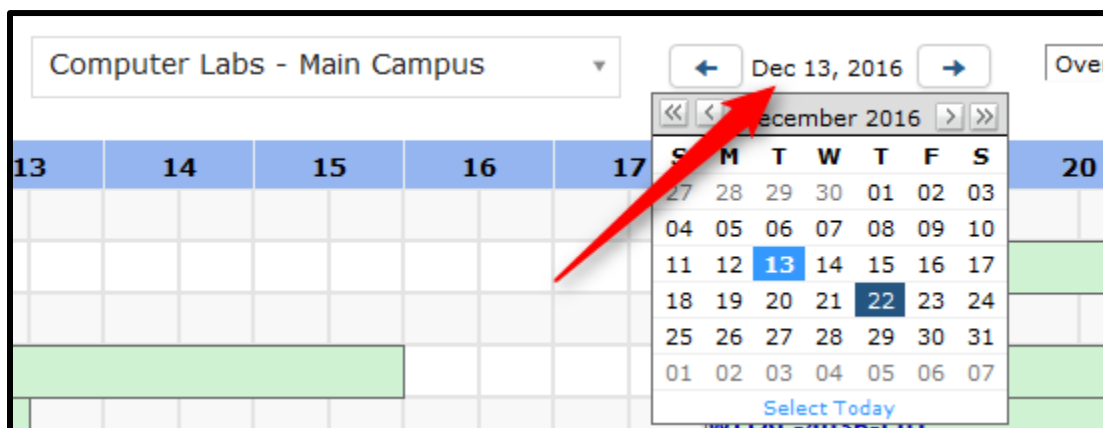 Computer Labs - Main Campus
Dec 13, 2016
Over
ecember 2016
13 14 15 16 17 20
S M T W T F S
27 28 29 30 01 02 03
04 05 06 07 08 09 10
11 12 13 14 15 16 17
18 19 20 21 22 23 24
25 26 27 28 29 30 31
01 02 03 04 05 06 07
Select Today